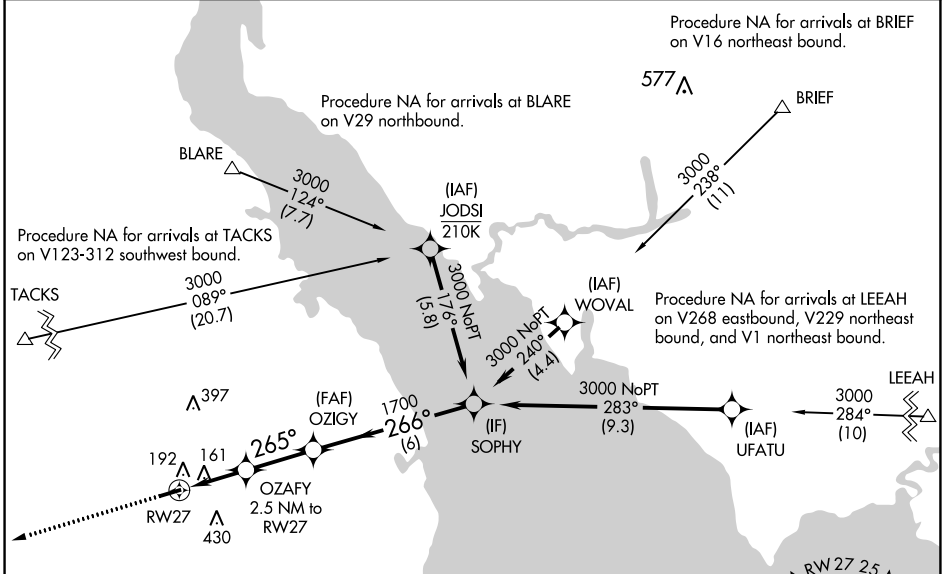 Procedure NA for arrivals at BRIEF
on V16 northeast bound.
577
BRIEF
Procedure NA for arrivals at BLARE
on V29 northbound.
BLARE
3000
124°
(7.7)
3000
238°
(11)
(IAF)
JODSI
210K
Procedure NA for arrivals at TACKS
on V123-312 southwest bound.
TACKS
3000
089°
(20.7)
3000 NoPT
176°
(5.8)
(IAF)
WOVAL
3000 NoPT
240°
(4.4)
Procedure NA for arrivals at LEEAH
on V268 eastbound, V229 northeast
bound, and V1 northeast bound.
LEEAH
3000
284°
(10)
3000 NoPT
283°
(9.3)
(IAF)
UFATU
397
(FAF)
OZIGY
1700
266°
(6)
(IF)
SOPHY
265°
192
161
OZAFY
2.5 NM to
RW27
RW27
430
RW 27 25